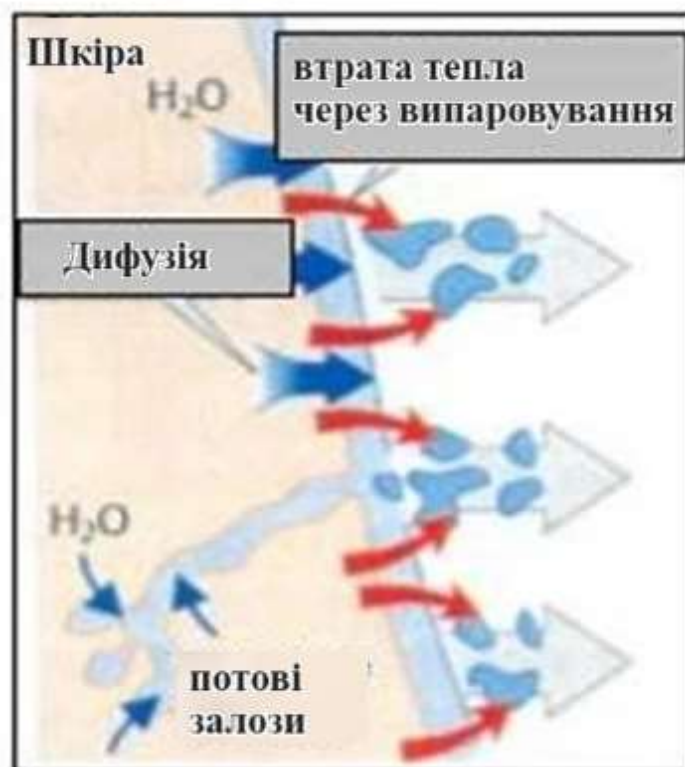 Шкіра
H₂O
втрата тепла
через випаровування
Дифузія
H₂O
потові
залози